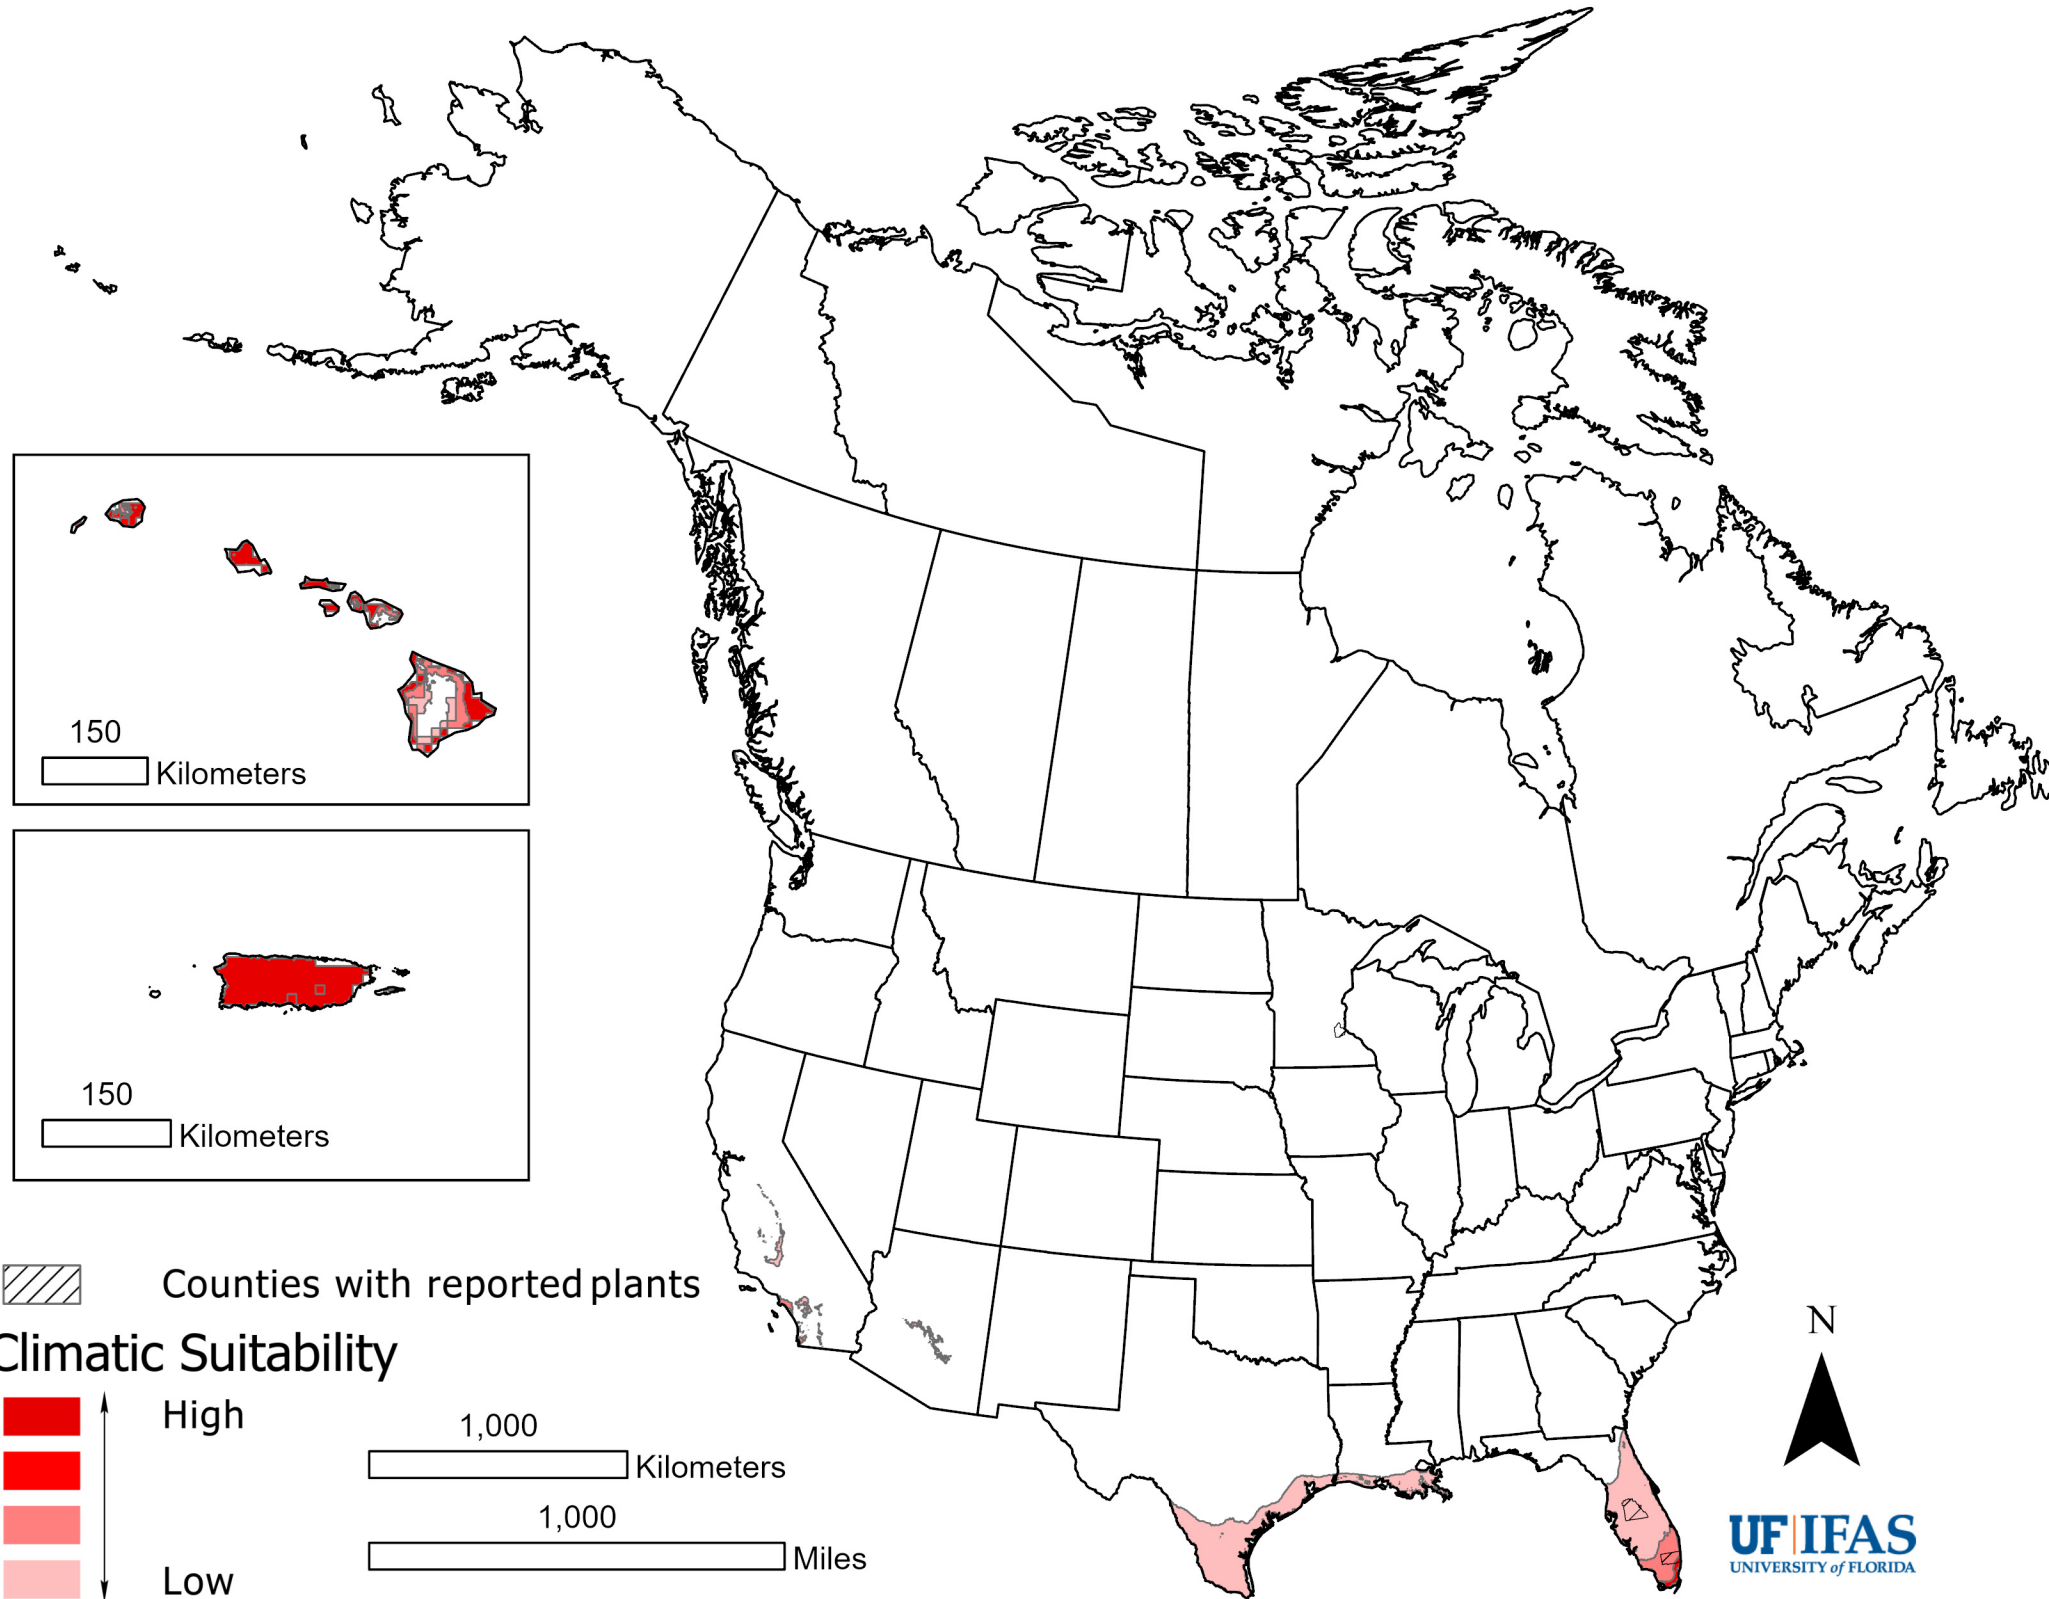 150
Kilometers
150
Kilometers
Counties with reported plants
Climatic Suitability
High
Low
1,000
Kilometers
1,000
Miles
N
UF|IFAS
UNIVERSITY of FLORIDA